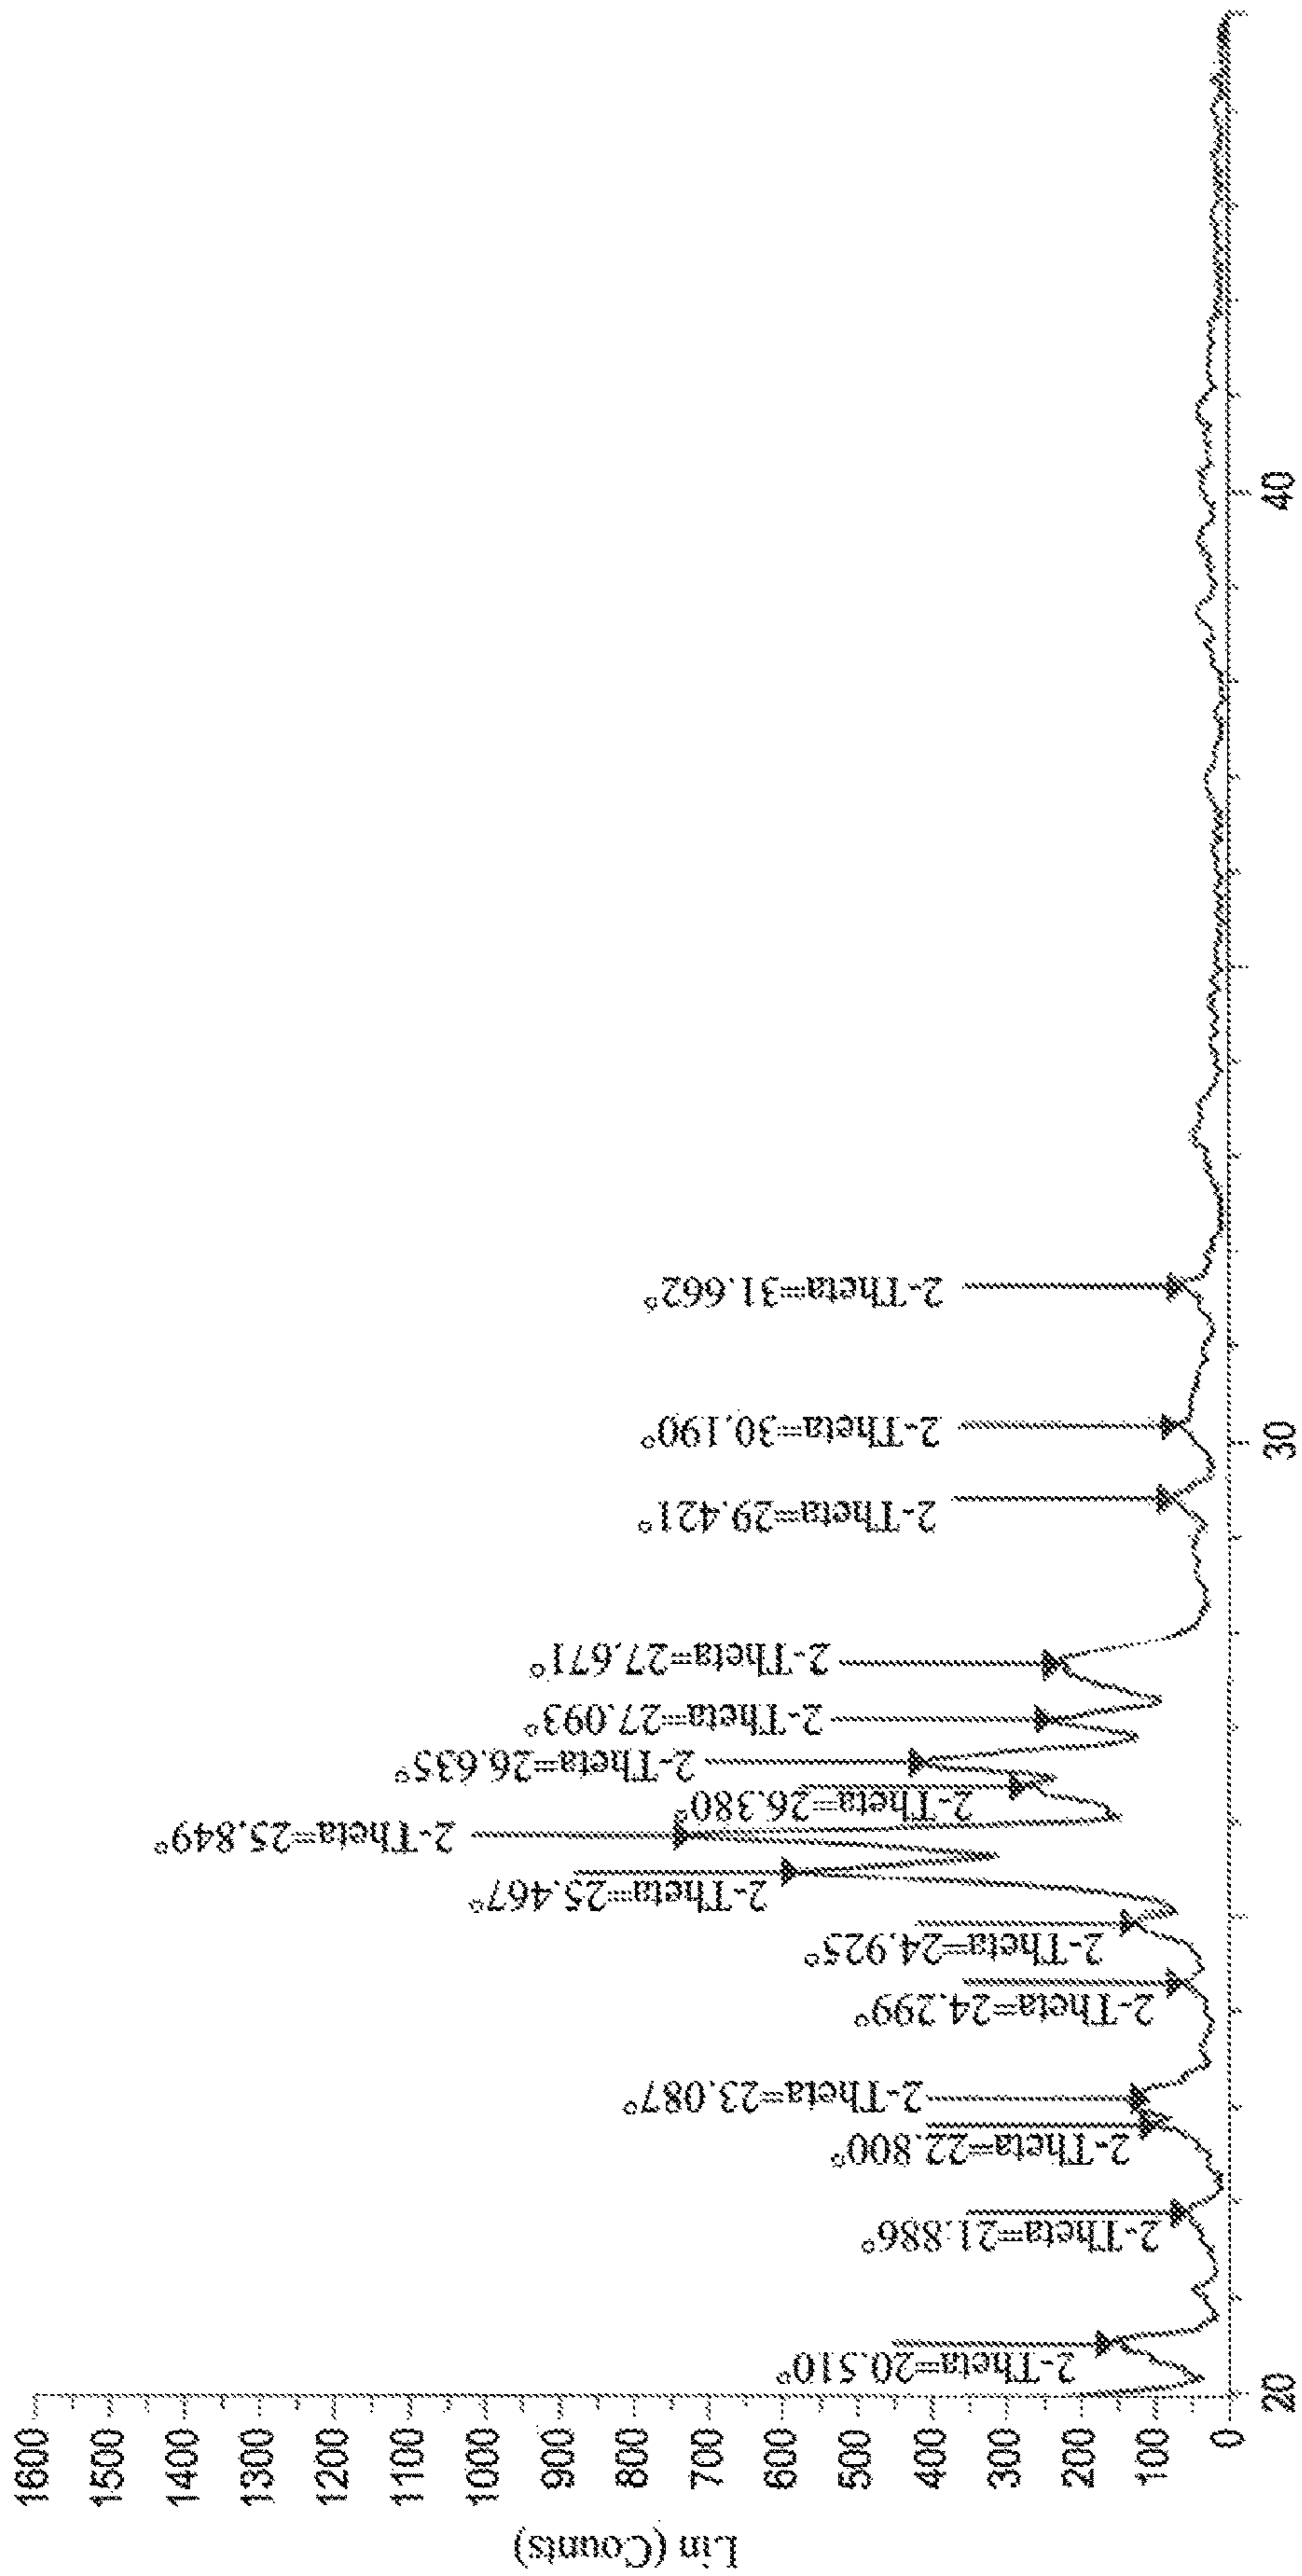 Lin (Counts)
1600
1500
1400
1300
1200
1100
1000
900
800
700
600
500
400
300
200
100
0
2-Theta=20.510°
2-Theta=21.886°
2-Theta=22.800°
2-Theta=23.087°
2-Theta=24.299°
2-Theta=24.925°
2-Theta=25.467°
2-Theta=25.849°
2-Theta=26.380°
2-Theta=26.635°
2-Theta=27.093°
2-Theta=27.671°
2-Theta=29.421°
2-Theta=30.190°
2-Theta=31.662°
20
30
40